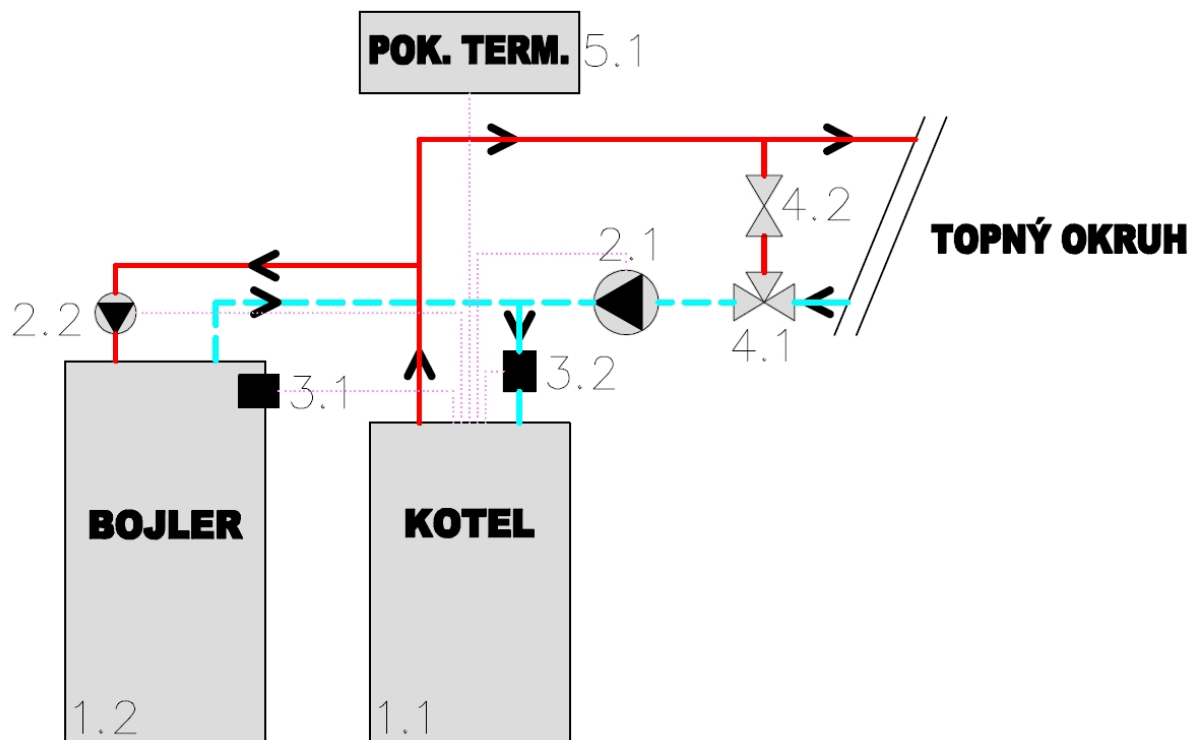 POK. TERM. 5.1
4.2
TOPNÝ OKRUH
2.1
2.2
4.1
3.1
3.2
BOJLER
KOTEL
1.2
1.1